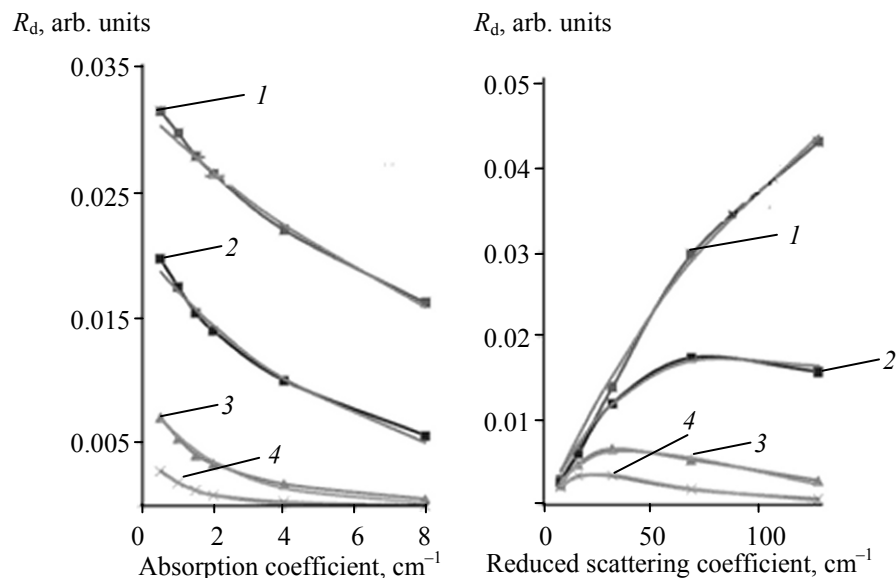 R_d, arb. units
0.035
0.025
0.015
0.005
1
2
3
4
0 2 4 6 8
Absorption coefficient, cm⁻¹
R_d, arb. units
0.05
0.04
0.03
0.02
0.01
1
2
3
4
0 50 100
Reduced scattering coefficient, cm⁻¹